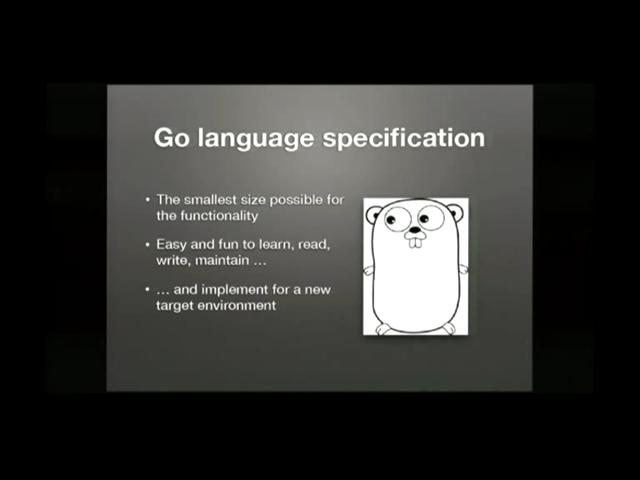 Go language specification
• The smallest size possible for
the functionality
• Easy and fun to learn, read,
write, maintain ...
• ... and implement for a new
target environment